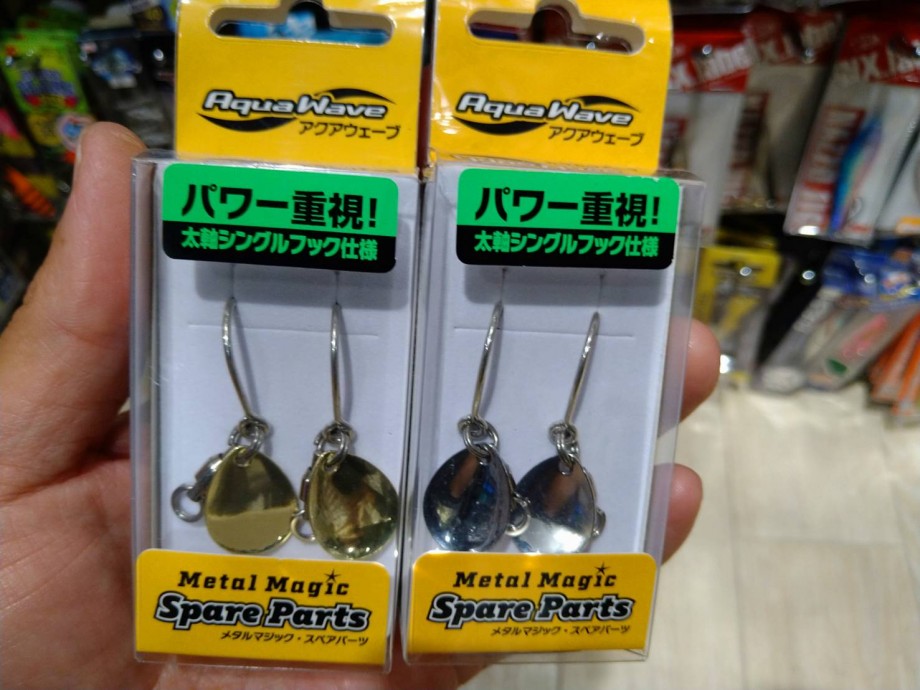 AquaWave
アクアウェーブ
パワー重視!
太軸シングルフック仕様
Metal Magic
Spare Parts
メタルマジック・スペアパーツ
AquaWave
アクアウェーブ
パワー重視!
太軸シングルフック仕様
Metal Magic
Spare Parts
メタルマジック・スペアパーツ